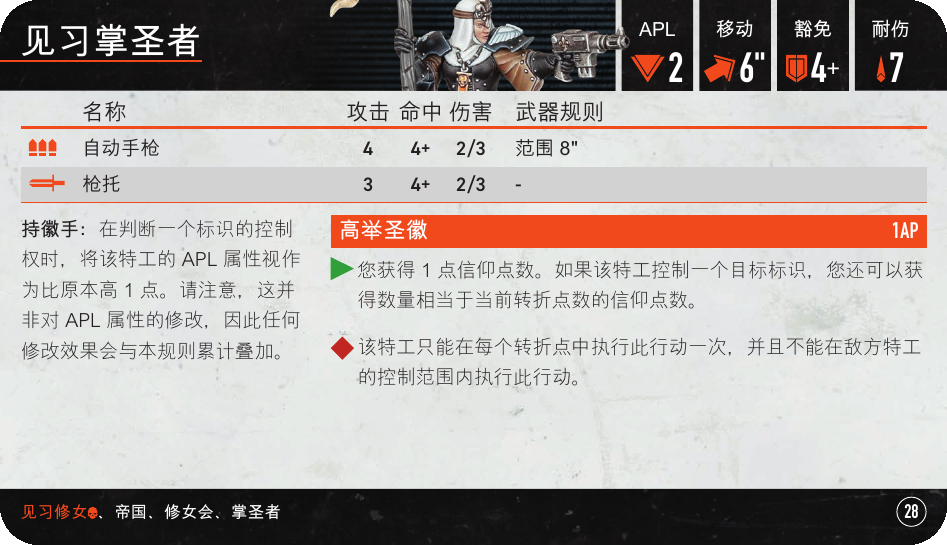 见习掌圣者
APL 移动 豁免 耐伤
2 6" 4+ 7
名称 攻击 命中 伤害 武器规则
自动手枪 4 4+ 2/3 范围 8"
枪托 3 4+ 2/3 -
持徽手：在判断一个标识的控制
权时，将该特工的 APL 属性视作
为比原本高 1 点。请注意，这并
非对 APL 属性的修改，因此任何
修改效果会与本规则累计叠加。
高举圣徽 1AP
您获得 1 点信仰点数。如果该特工控制一个目标标识，您还可以获
得数量相当于当前转折点数的信仰点数。
该特工只能在每个转折点中执行此行动一次，并且不能在敌方特工
的控制范围内执行此行动。
见习修女、帝国、修女会、掌圣者
28